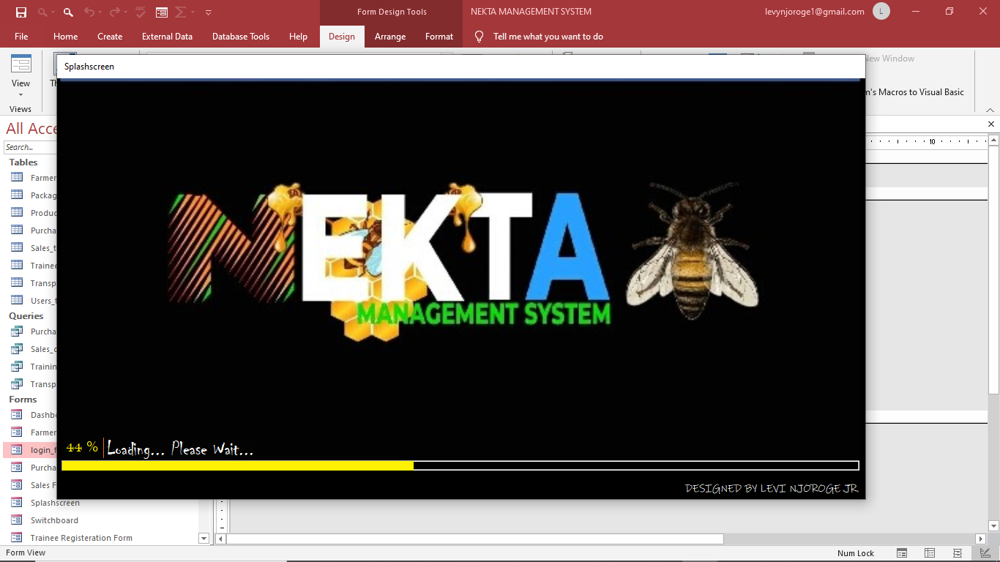 Form Design Tools
NEKTA MANAGEMENT SYSTEM
levynjoroge1@gmail.com
L
File
Home
Create
External Data
Database Tools
Help
Design
Arrange
Format
Tell me what you want to do
View
Views
Splashscreen
New Window
m's Macros to Visual Basic
All Acce
Search...
Tables
Farmer
Packag
Produc
Purcha
Sales_t
Trainee
Transp
Users_t
Queries
Purcha
Sales_c
Trainin
Transp
Forms
Dashbo
Farmer
login_f
Purcha
Sales F
Splashscreen
Switchboard
Trainee Registeration Form
10
NEKTA
MANAGEMENT SYSTEM
44 %
Loading... Please Wait...
DESIGNED BY LEVI NJOROGE JR
Form View
Num Lock